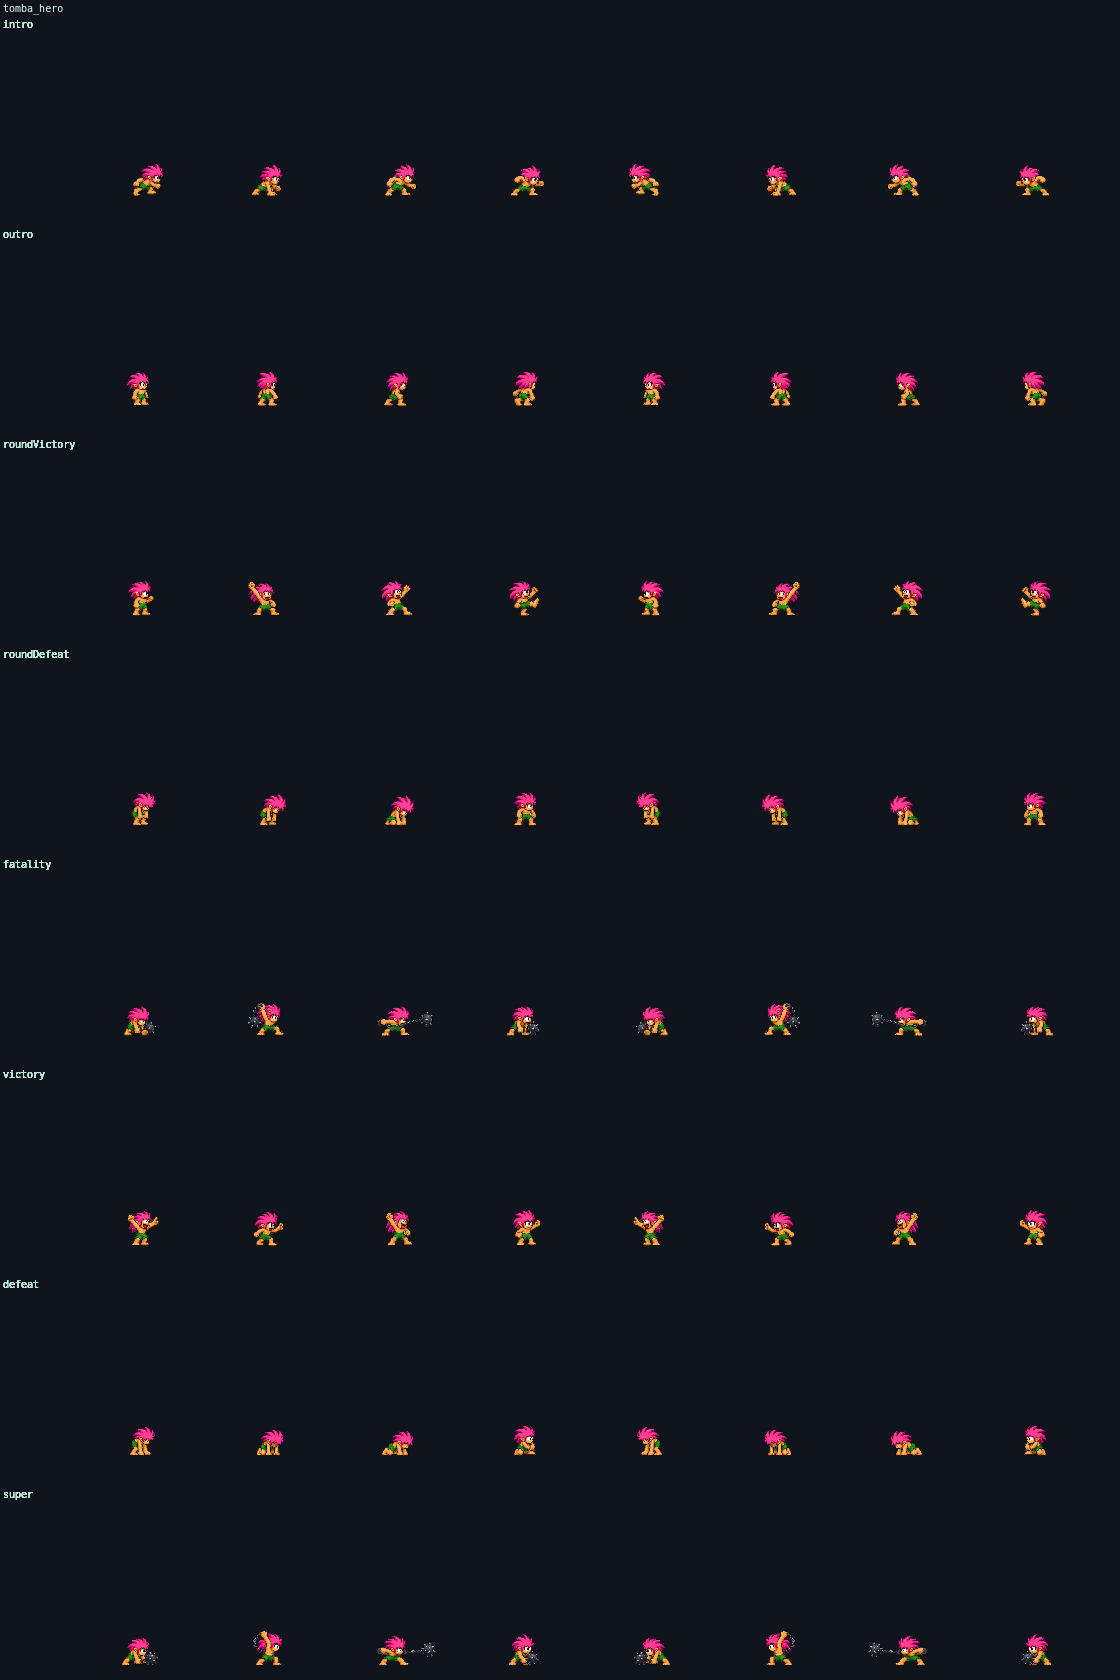 tomba_hero
intro
outro
roundVictory
roundDefeat
fatality
victory
defeat
super